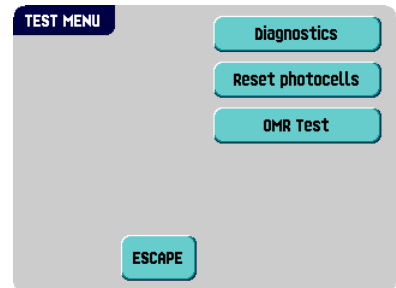 TEST MENU
Diagnostics
Reset photocells
OMR Test
ESCAPE